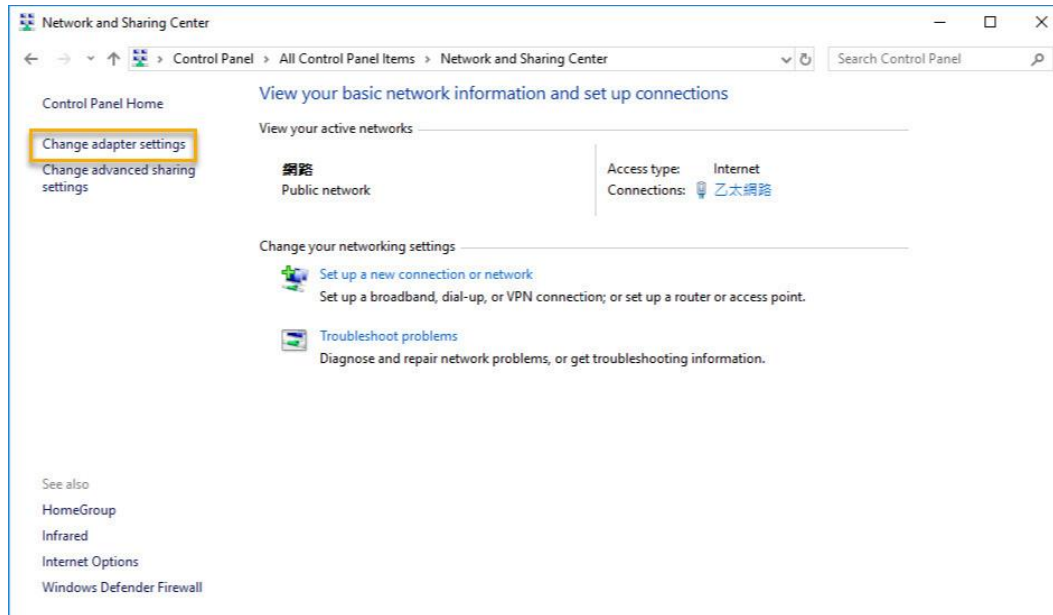 Network and Sharing Center
Control Panel > All Control Panel Items > Network and Sharing Center
Search Control Panel
Control Panel Home
Change adapter settings
Change advanced sharing
settings
View your basic network information and set up connections
View your active networks
網路
Public network
Access type: Internet
Connections: 乙太網路
Change your networking settings
Set up a new connection or network
Set up a broadband, dial-up, or VPN connection; or set up a router or access point.
Troubleshoot problems
Diagnose and repair network problems, or get troubleshooting information.
See also
HomeGroup
Infrared
Internet Options
Windows Defender Firewall